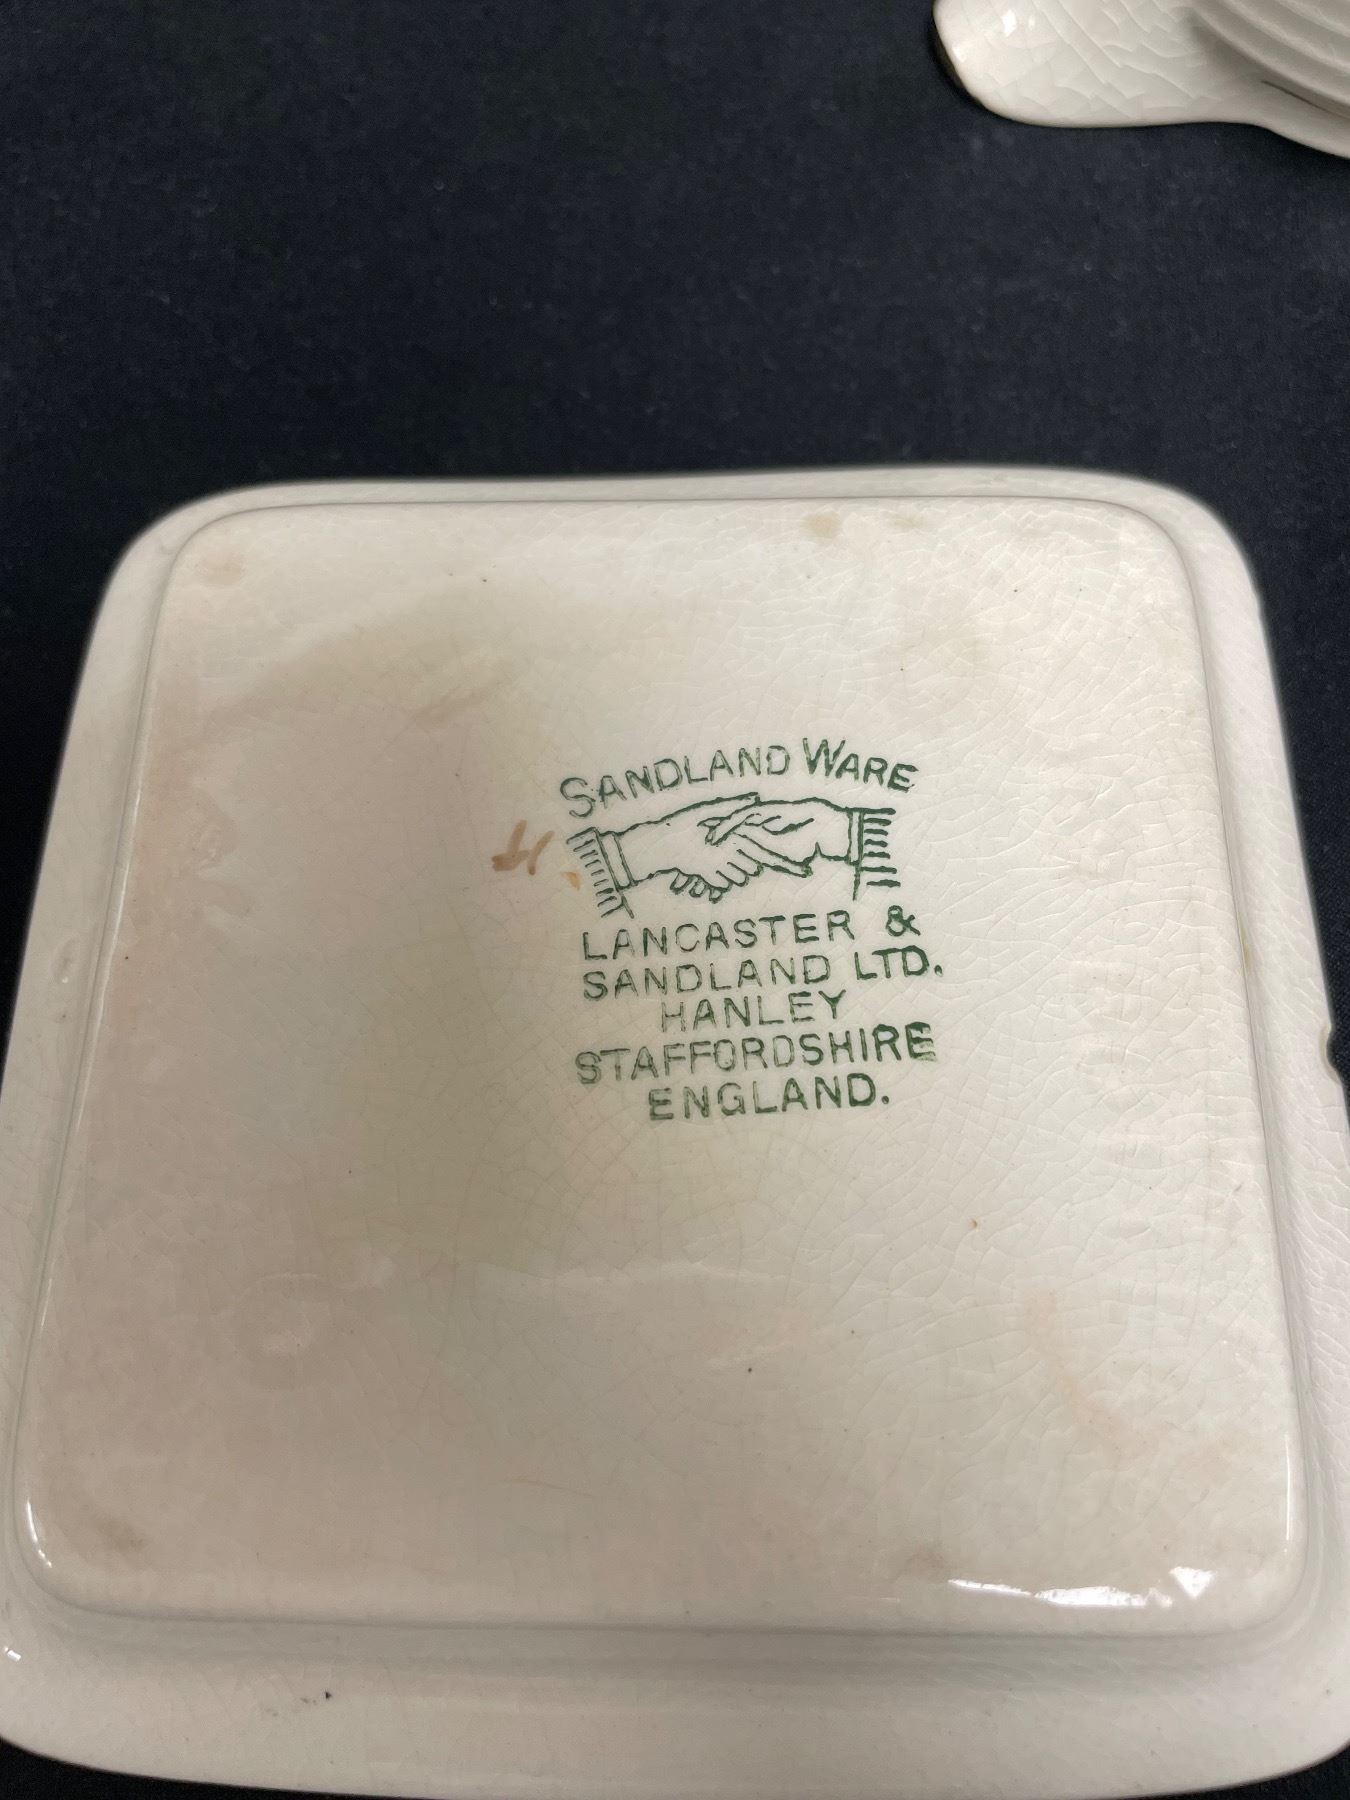 SANDLAND WARE
LANCASTER &
SANDLAND LTD.
HANLEY
STAFFORDSHIRE
ENGLAND.